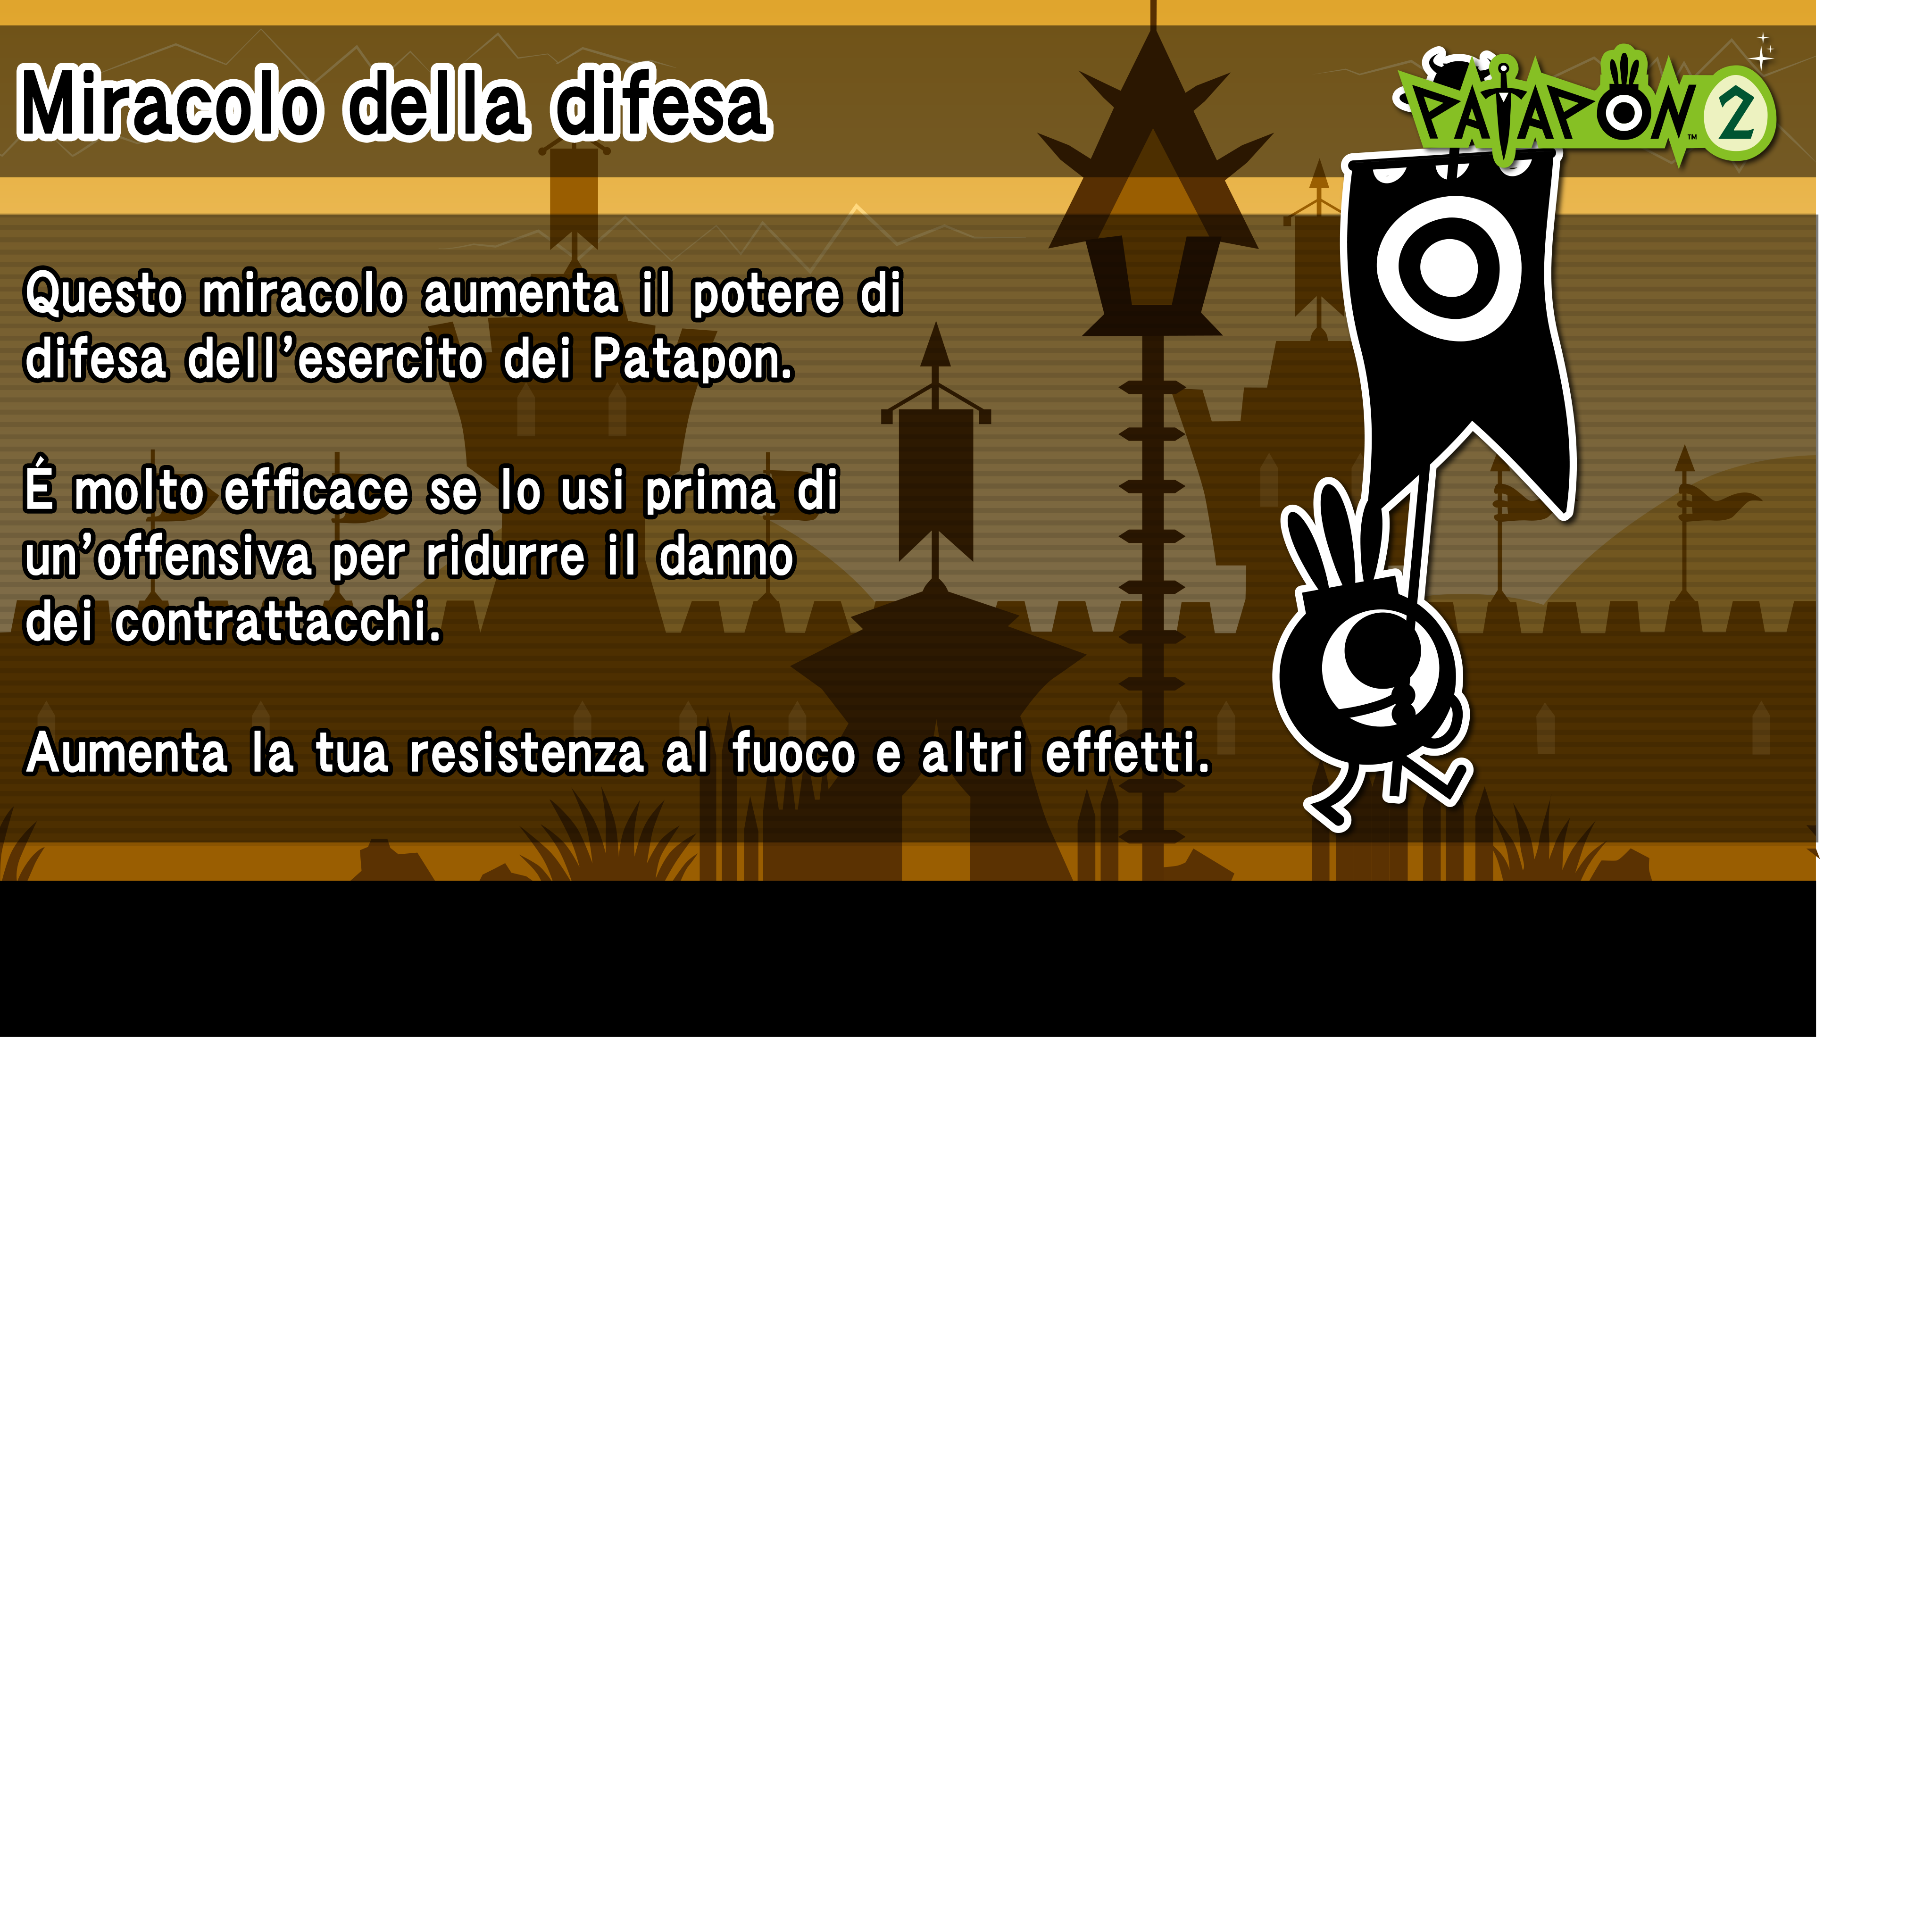 Miracolo della difesa
PATAPON™ 2
Questo miracolo aumenta il potere di
difesa dell'esercito dei Patapon.
É molto efficace se lo usi prima di
un'offensiva per ridurre il danno
dei contrattacchi.
Aumenta la tua resistenza al fuoco e altri effetti.